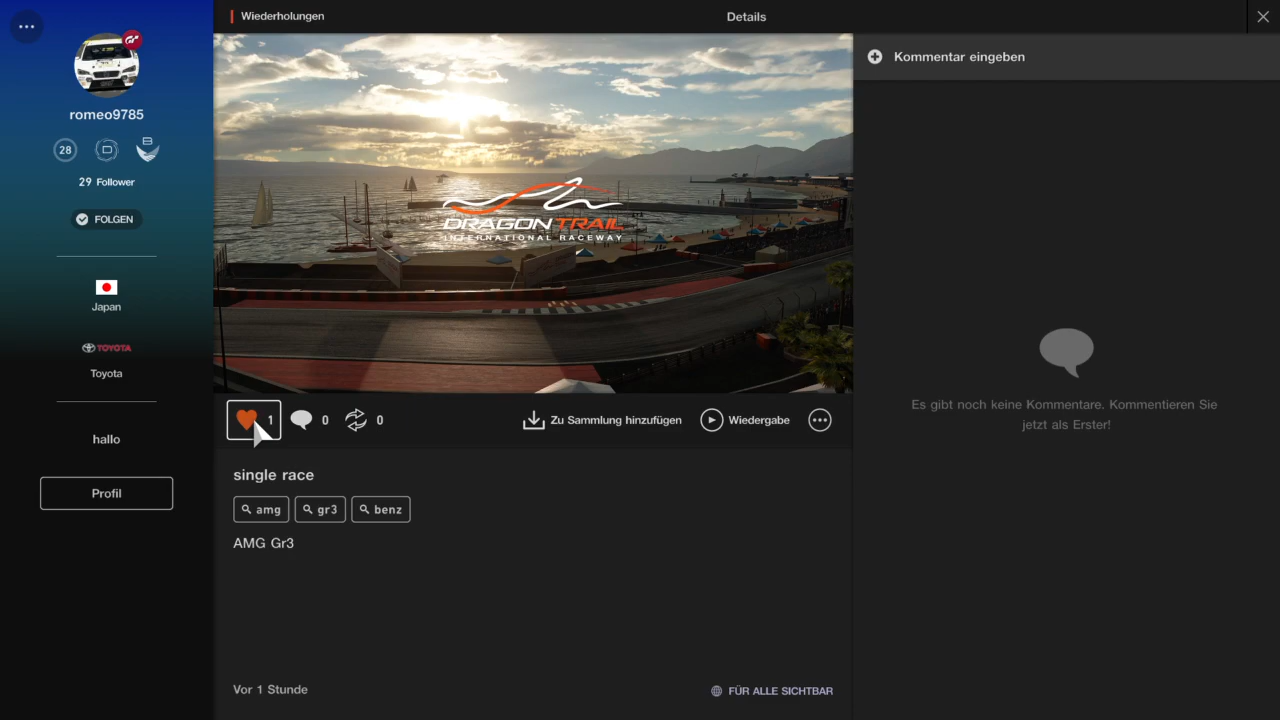 Wiederholungen
Details
romeo9785
28
D
B
29 Follower
FOLGEN
Japan
TOYOTA
Toyota
hallo
Profil
DRAGON TRAIL
INTERNATIONAL RACEWAY
1
0
0
Zu Sammlung hinzufügen
Wiedergabe
single race
amg
gr3
benz
AMG Gr3
Vor 1 Stunde
FÜR ALLE SICHTBAR
Kommentar eingeben
Es gibt noch keine Kommentare. Kommentieren Sie
jetzt als Erster!